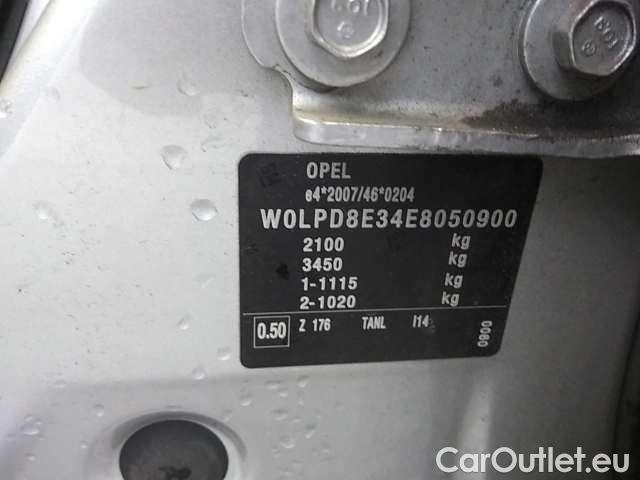 OPEL
e4*2007/46*0204
W0LPD8E34E8050900
2100 kg
3450 kg
1-1115 kg
2-1020 kg
0.50 Z 176 TANL I14
0060
CarOutlet.eu